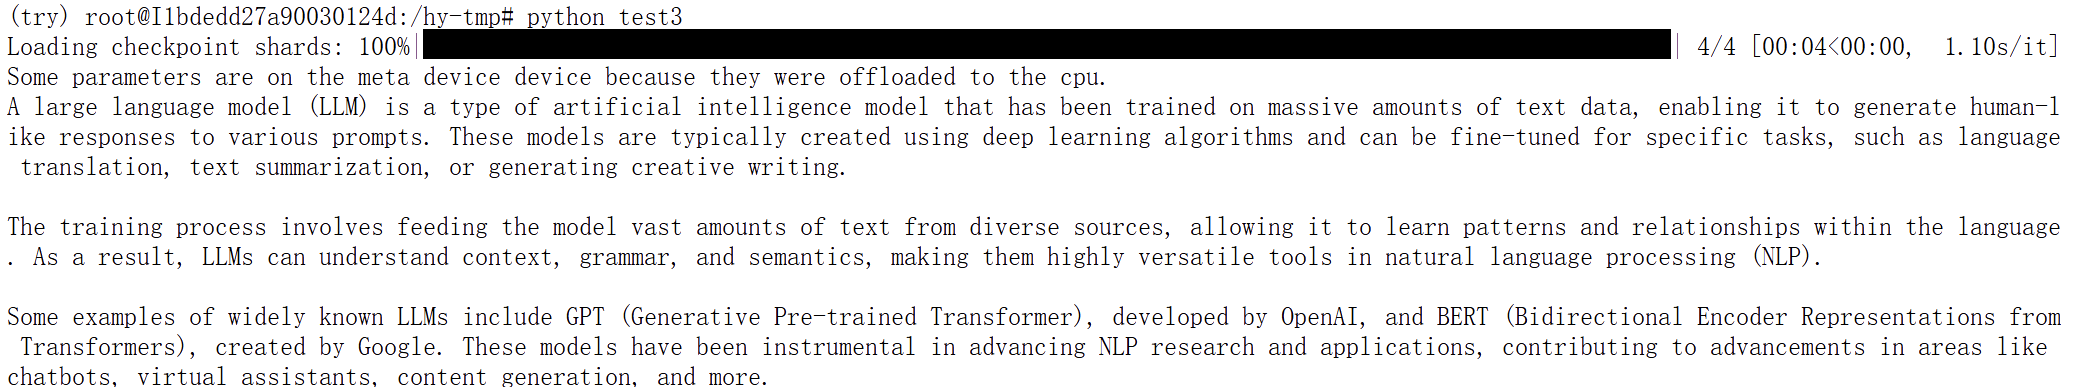 (try) root@I1bdedd27a90030124d:/hy-tmp# python test3
Loading checkpoint shards: 100%| | 4/4 [00:04<00:00, 1.10s/it]
Some parameters are on the meta device device because they were offloaded to the cpu.
A large language model (LLM) is a type of artificial intelligence model that has been trained on massive amounts of text data, enabling it to generate human-l
ike responses to various prompts. These models are typically created using deep learning algorithms and can be fine-tuned for specific tasks, such as language
 translation, text summarization, or generating creative writing.

The training process involves feeding the model vast amounts of text from diverse sources, allowing it to learn patterns and relationships within the language
. As a result, LLMs can understand context, grammar, and semantics, making them highly versatile tools in natural language processing (NLP).

Some examples of widely known LLMs include GPT (Generative Pre-trained Transformer), developed by OpenAI, and BERT (Bidirectional Encoder Representations from
 Transformers), created by Google. These models have been instrumental in advancing NLP research and applications, contributing to advancements in areas like
chatbots, virtual assistants, content generation, and more.